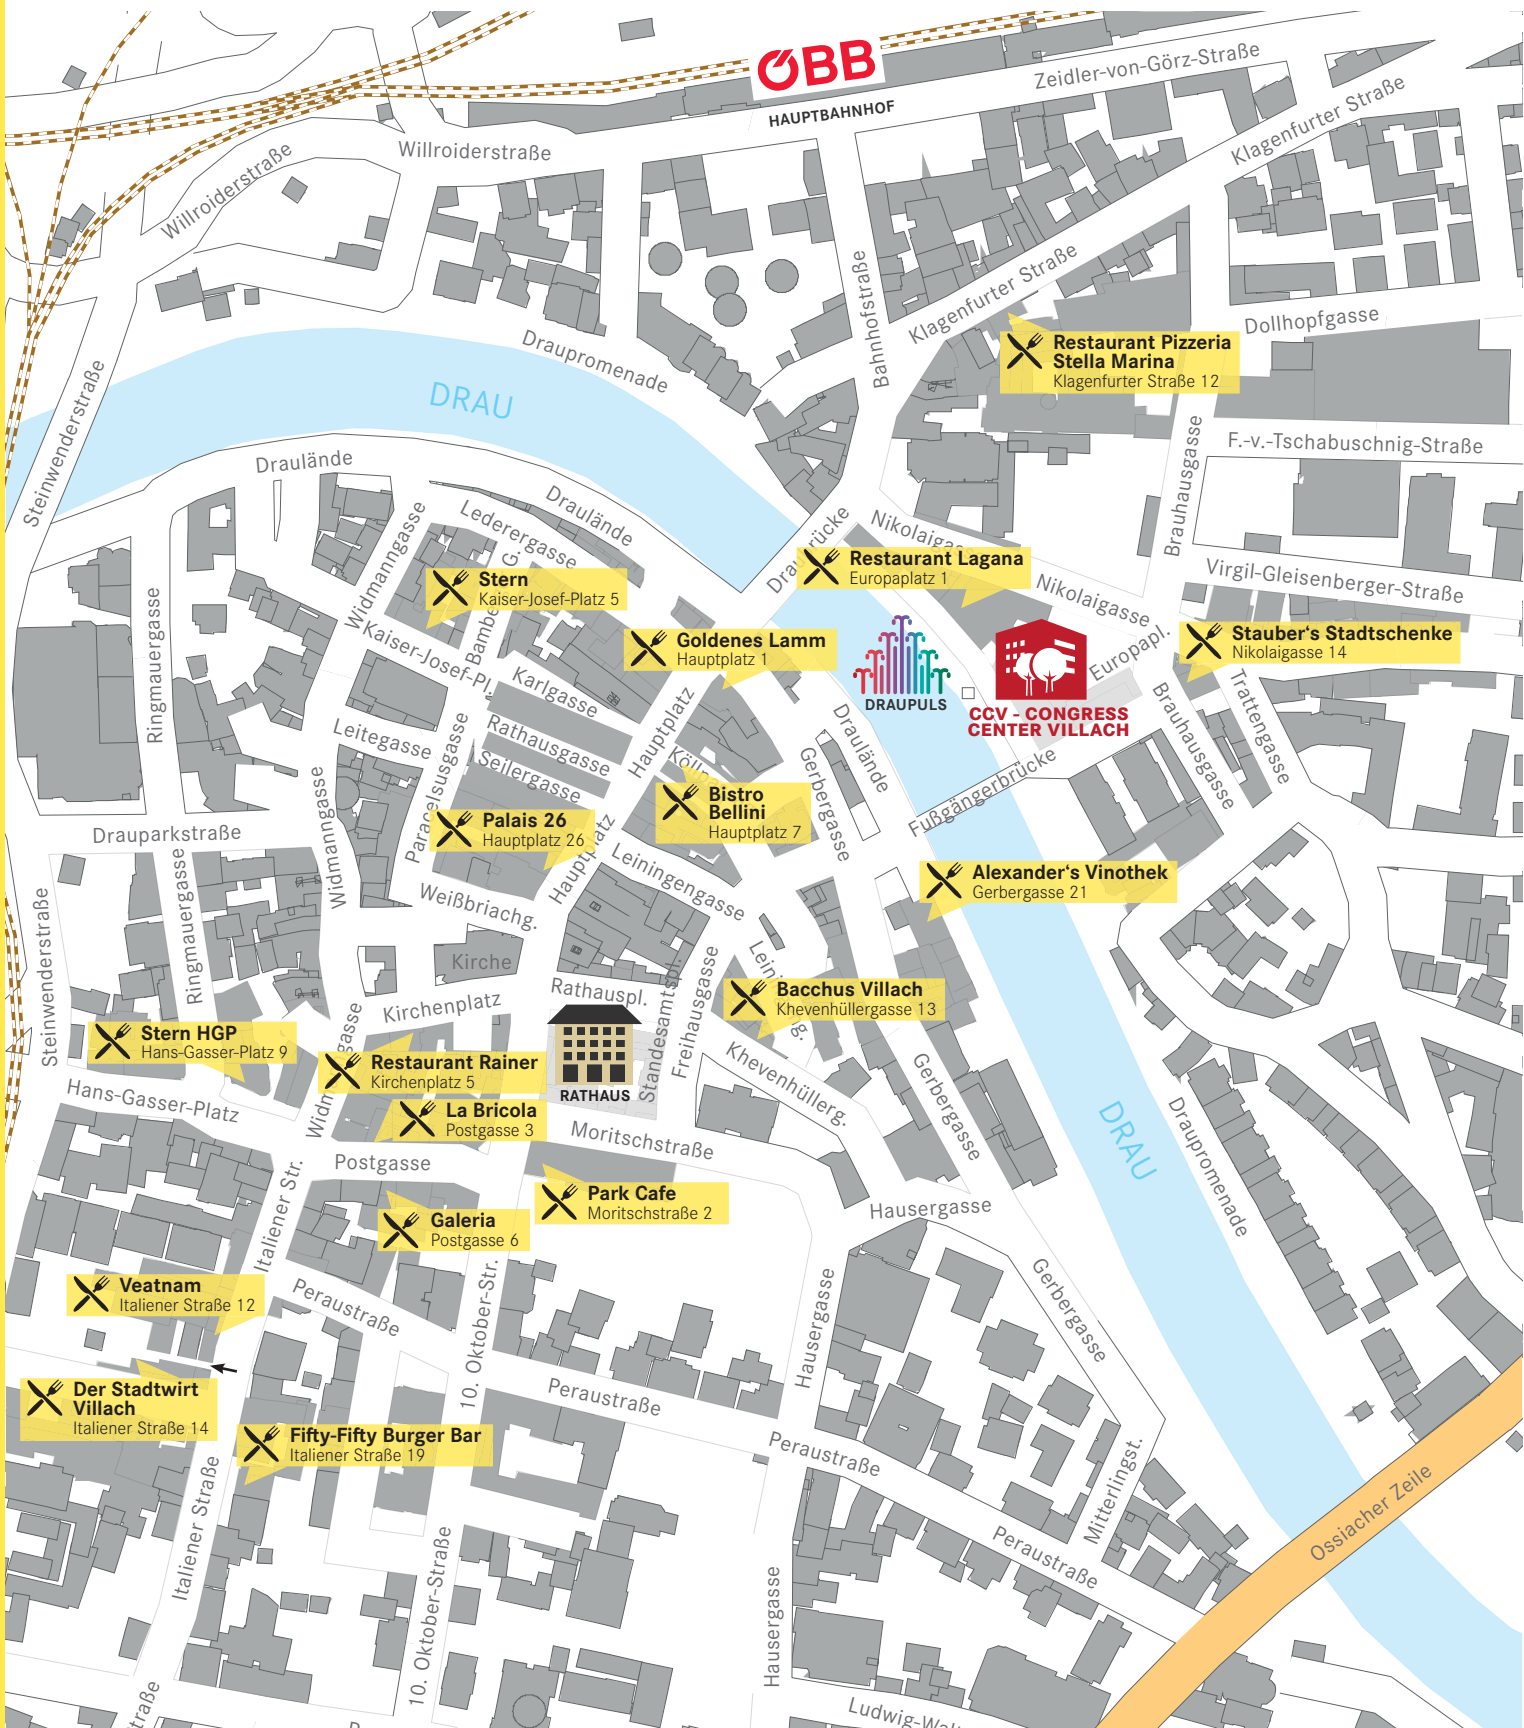 ÖBB
HAUPTBAHNHOF
Zeidler-von-Görz-Straße
Klagenfurter Straße
Willroiderstraße
Willroiderstraße
Bahnhofstraße
Klagenfurter Straße
Dollhopfgasse
Restaurant Pizzeria
Stella Marina
Klagenfurter Straße 12
Draupromenade
DRAU
Steinwenderstraße
F.-v.-Tschabuschnig-Straße
Brauhausgasse
Draulände
Draulände
Lederergasse
Widmanngasse
Nikolaigasse
Restaurant Lagana
Europaplatz 1
Virgil-Gleisenberger-Straße
Nikolaigasse
Stern
Kaiser-Josef-Platz 5
Ringmauergasse
Kaiser-Josef-Pl.
Goldenes Lamm
Hauptplatz 1
Stauber's Stadtschenke
Nikolaigasse 14
Europapl.
DRAUPULS
CCV - CONGRESS
CENTER VILLACH
Brauhausgasse
Trattengasse
Karlgasse
Leitegasse
Rathausgasse
Seilergasse
Hauptplatz
Paracelsusgasse
Draulände
Gerbergasse
Fußgängerbrücke
Bistro
Bellini
Hauptplatz 7
Palais 26
Hauptplatz 26
Hauptplatz
Drauparkstraße
Widmanngasse
Leiningengasse
Weißbriachg.
Alexander's Vinothek
Gerbergasse 21
Ringmauergasse
Steinwenderstraße
Kirche
Kirchenplatz
Rathauspl.
Standesamtspl.
Freihausgasse
Bacchus Villach
Khevenhüllergasse 13
Stern HGP
Hans-Gasser-Platz 9
Restaurant Rainer
Kirchenplatz 5
RATHAUS
Khevenhüllerg.
Gerbergasse
Hans-Gasser-Platz
La Bricola
Postgasse 3
Moritschstraße
Postgasse
DRAU
Draupromenade
Park Cafe
Moritschstraße 2
Hausergasse
Galeria
Postgasse 6
Italiener Str.
Veatnam
Italiener Straße 12
Peraustraße
10. Oktober-Str.
Hausergasse
Gerbergasse
Der Stadtwirt
Villach
Italiener Straße 14
Peraustraße
Fifty-Fifty Burger Bar
Italiener Straße 19
Peraustraße
Italiener Straße
Mitterlingst.
Ossiacher Zeile
Peraustraße
10. Oktober-Straße
Hausergasse